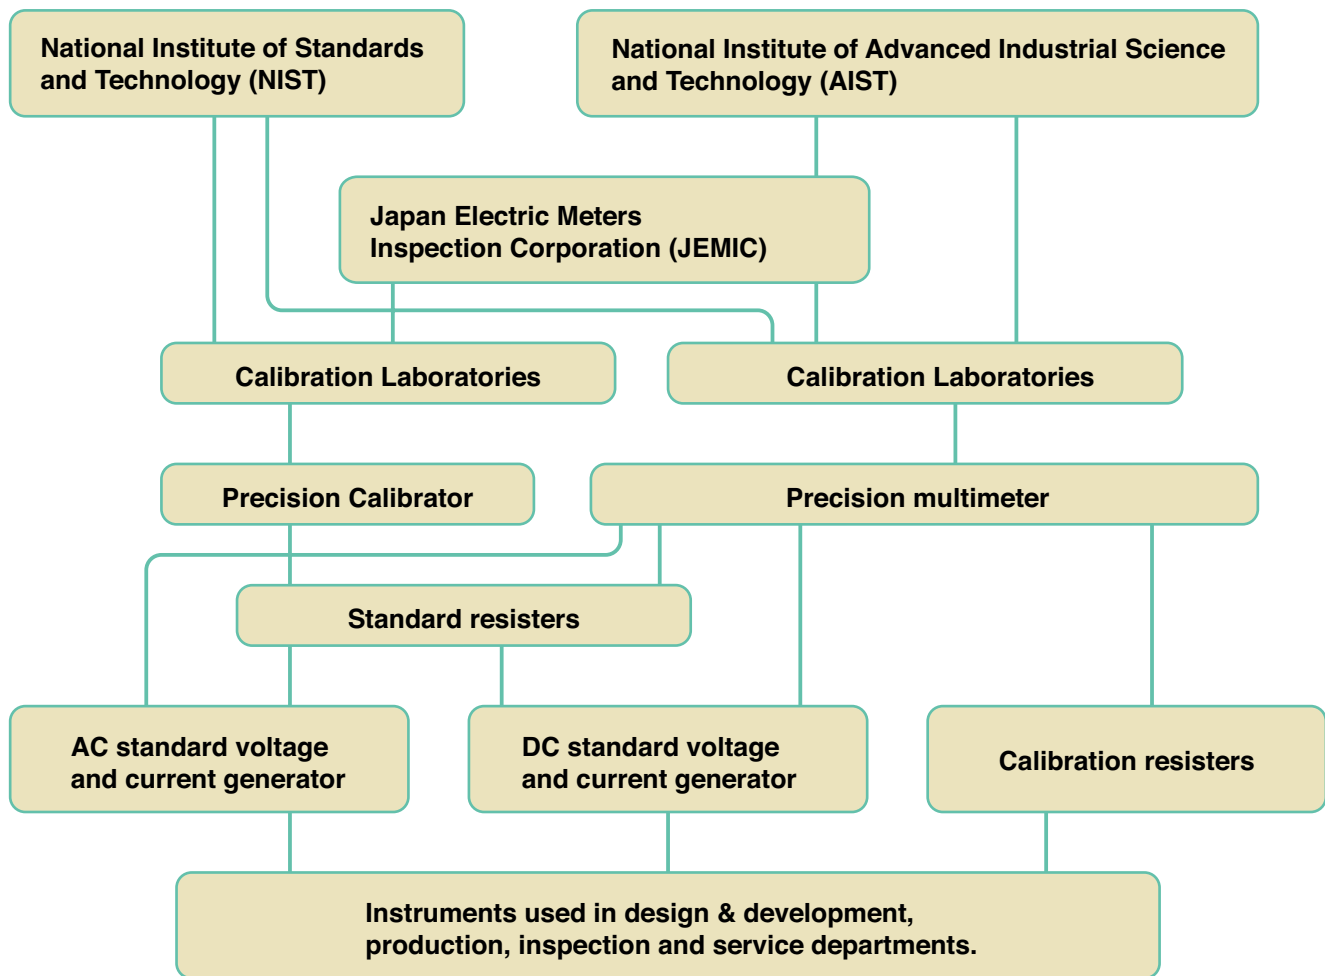 National Institute of Standards
and Technology (NIST)
National Institute of Advanced Industrial Science
and Technology (AIST)
Japan Electric Meters
Inspection Corporation (JEMIC)
Calibration Laboratories
Calibration Laboratories
Precision Calibrator
Precision multimeter
Standard resisters
AC standard voltage
and current generator
DC standard voltage
and current generator
Calibration resisters
Instruments used in design & development,
production, inspection and service departments.